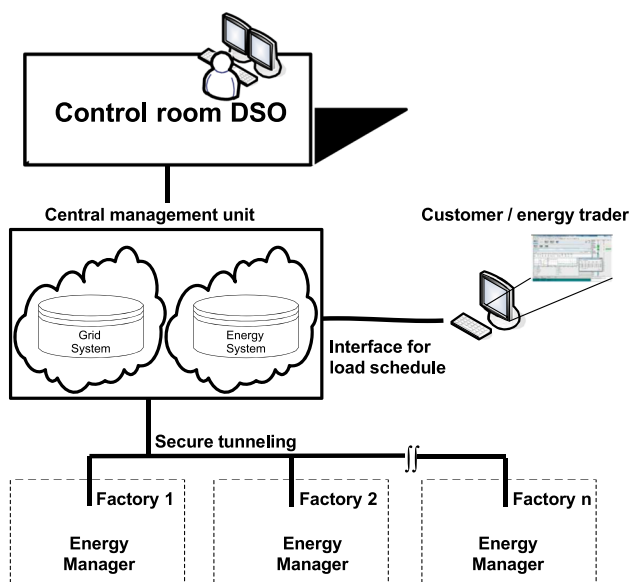 Control room DSO
Central management unit
Customer / energy trader
Grid
System
Energy
System
Interface for
load schedule
Secure tunneling
Factory 1
Factory 2
Factory n
Energy
Manager
Energy
Manager
Energy
Manager